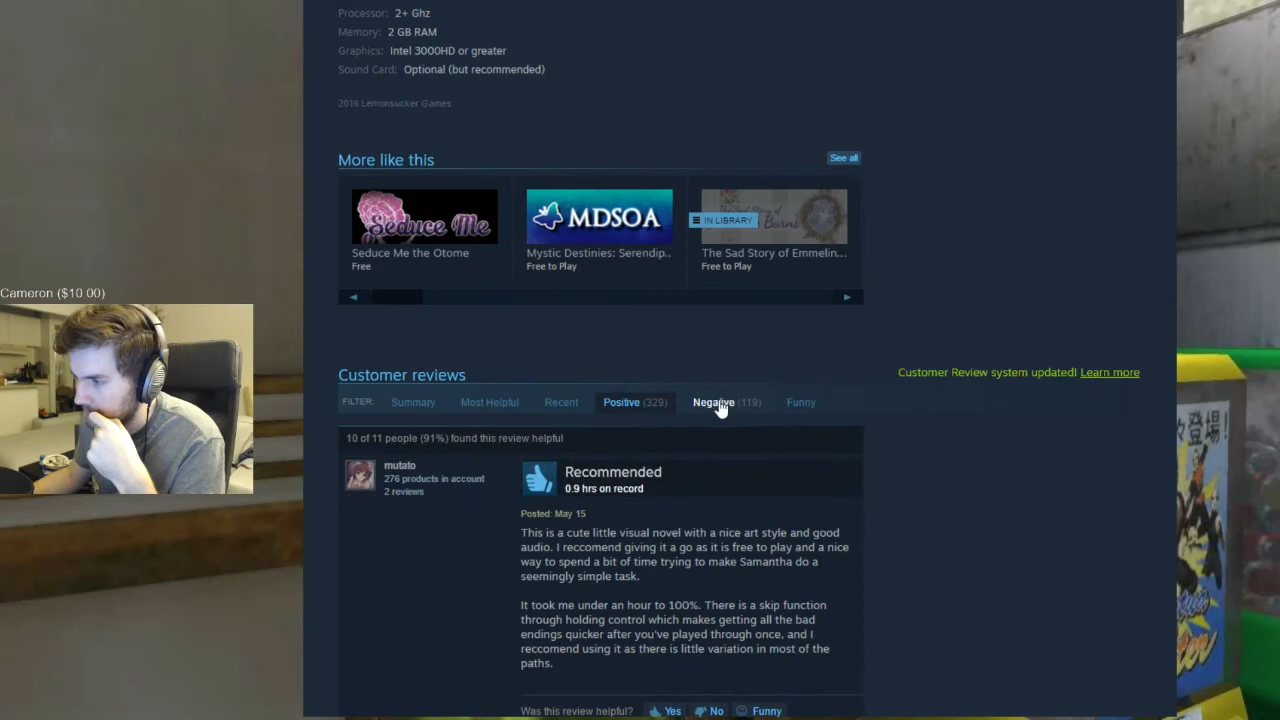 Processor: 2+ Ghz
Memory: 2 GB RAM
Graphics: Intel 3000HD or greater
Sound Card: Optional (but recommended)
2016 Lemonsucker Games
More like this
See all
Seduce Me
MDSOA
IN LIBRARY
The Sad Story of
Burns
Seduce Me the Otome
Mystic Destinies: Serendip..
The Sad Story of Emmelin...
Free
Free to Play
Free to Play
Cameron ($10 00)
Customer reviews
Customer Review system updated! Learn more
FILTER: Summary Most Helpful Recent Positive (329) Negative (119) Funny
10 of 11 people (91%) found this review helpful
mutato
276 products in account
2 reviews
Recommended
0.9 hrs on record
Posted: May 15
This is a cute little visual novel with a nice art style and good
audio. I reccomend giving it a go as it is free to play and a nice
way to spend a bit of time trying to make Samantha do a
seemingly simple task.
It took me under an hour to 100%. There is a skip function
through holding control which makes getting all the bad
endings quicker after you've played through once, and I
reccomend using it as there is little variation in most of the
paths.
Was this review helpful? Yes No Funny